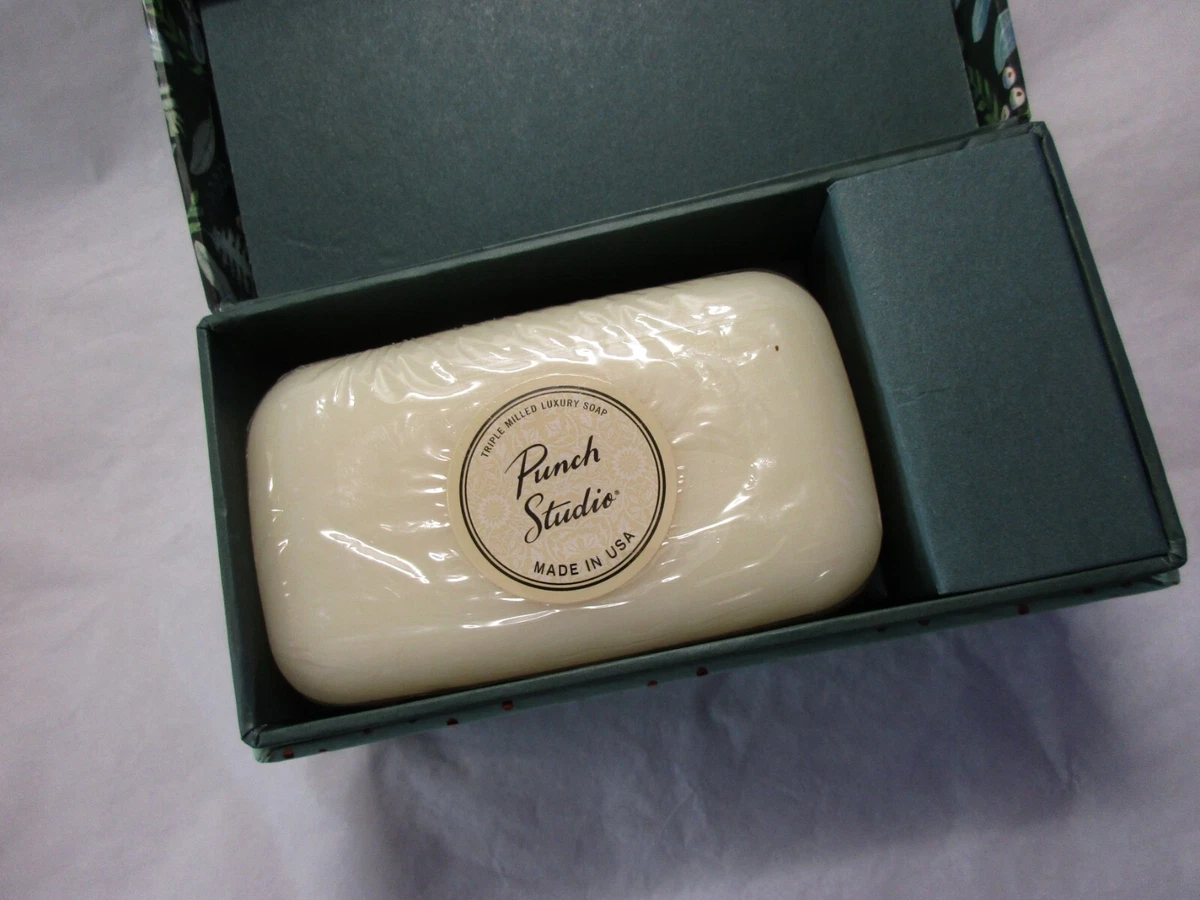 TRIPLE MILLED LUXURY SOAP
Punch
Studio®
MADE IN USA